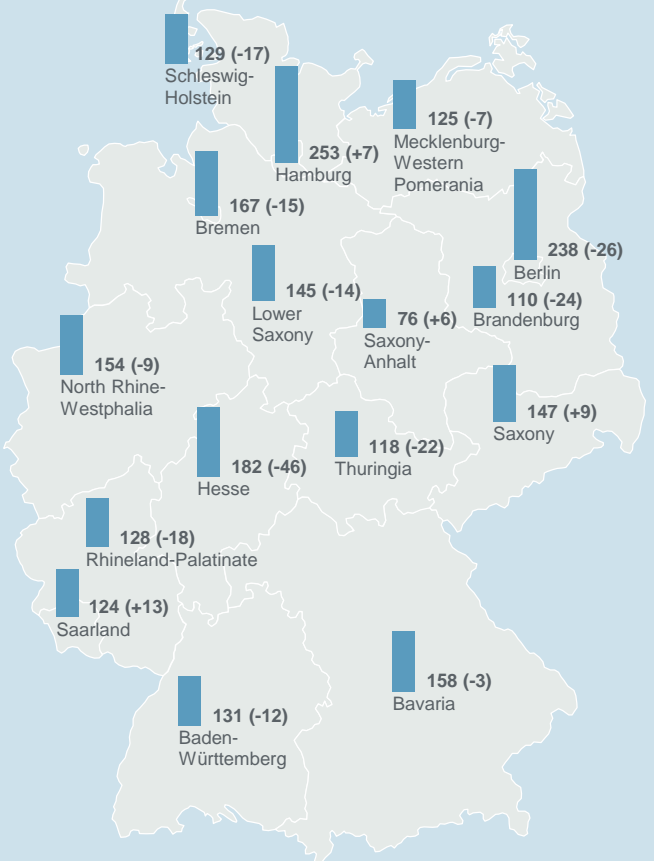 129 (-17)
Schleswig-
Holstein
253 (+7)
Hamburg
125 (-7)
Mecklenburg-
Western
Pomerania
167 (-15)
Bremen
238 (-26)
Berlin
145 (-14)
Lower
Saxony
76 (+6)
Saxony-
Anhalt
110 (-24)
Brandenburg
154 (-9)
North Rhine-
Westphalia
182 (-46)
Hesse
118 (-22)
Thuringia
147 (+9)
Saxony
128 (-18)
Rhineland-Palatinate
124 (+13)
Saarland
131 (-12)
Baden-
Württemberg
158 (-3)
Bavaria